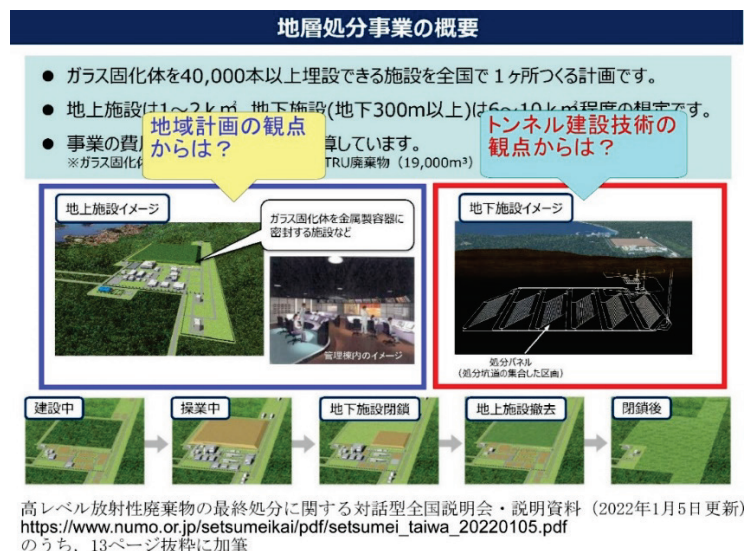 地層処分事業の概要
● ガラス固化体を40,000本以上埋設できる施設を全国で１ヶ所つくる計画です。
● 地上施設は1～2ｋ㎡、地下施設(地下300m以上)は6～10ｋ㎡程度の想定です。
● 事業の費 算しています。
※ガラス固化 TRU廃棄物（19,000m³）
地域計画の観点
からは？
トンネル建設技術の
観点からは？
地上施設イメージ
ガラス固化体を金属製容器に
密封する施設など
管理棟内のイメージ
地下施設イメージ
処分パネル
（処分坑道の集合した区画）
建設中
操業中
地下施設閉鎖
地上施設撤去
閉鎖後
高レベル放射性廃棄物の最終処分に関する対話型全国説明会・説明資料（2022年1月5日更新）
https://www.numo.or.jp/setsumeikai/pdf/setsumei_taiwa_20220105.pdf
のうち，13ページ抜粋に加筆